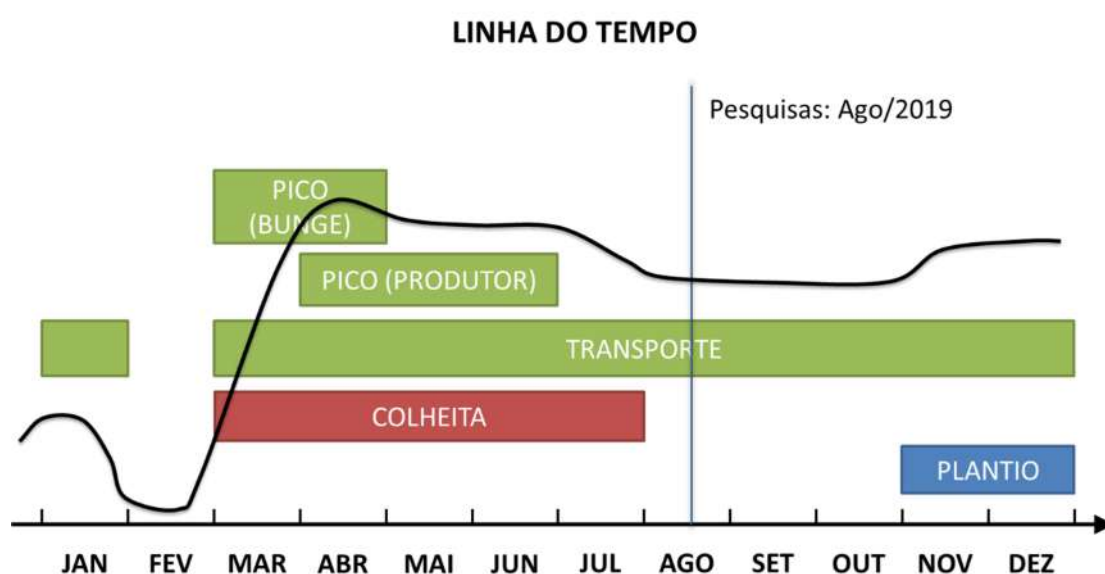 LINHA DO TEMPO
Pesquisas: Ago/2019
PICO
(BUNGE)
PICO (PRODUTOR)
TRANSPORTE
COLHEITA
PLANTIO
JAN FEV MAR ABR MAI JUN JUL AGO SET OUT NOV DEZ